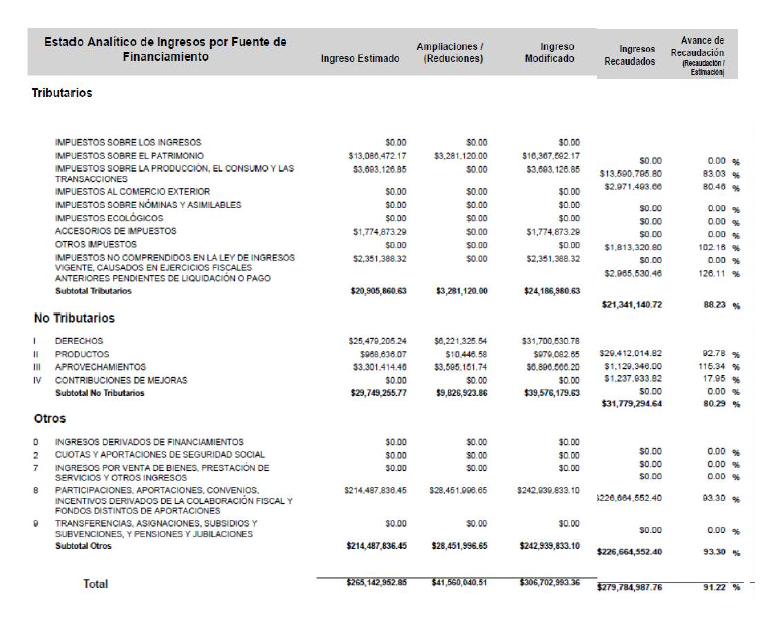 Estado Analítico de Ingresos por Fuente de Financiamiento
Ingreso Estimado
Ampliaciones / (Reduciones)
Ingreso Modificado
Ingresos Recaudados
Avance de Recaudación (Recaudación / Estimación)
Tributarios
IMPUESTOS SOBRE LOS INGRESOS $0.00 $0.00 $0.00 $0.00 0.00 %
IMPUESTOS SOBRE EL PATRIMONIO $13,086,472.17 $3,281,120.00 $16,367,592.17 $13,590,795.80 83.03 %
IMPUESTOS SOBRE LA PRODUCCIÓN, EL CONSUMO Y LAS $3,693,126.85 $0.00 $3,693,126.85 $2,971,493.66 80.46 %
TRANSACCIONES
IMPUESTOS AL COMERCIO EXTERIOR $0.00 $0.00 $0.00 $0.00 0.00 %
IMPUESTOS SOBRE NÓMINAS Y ASIMILABLES $0.00 $0.00 $0.00 $0.00 0.00 %
IMPUESTOS ECOLÓGICOS $0.00 $0.00 $0.00 $0.00 0.00 %
ACCESORIOS DE IMPUESTOS $1,774,873.29 $0.00 $1,774,873.29 $1,813,320.80 102.16 %
OTROS IMPUESTOS $0.00 $0.00 $0.00 $0.00 0.00 %
IMPUESTOS NO COMPRENDIDOS EN LA LEY DE INGRESOS $2,351,388.32 $0.00 $2,351,388.32 $2,965,530.46 126.11 %
VIGENTE, CAUSADOS EN EJERCICIOS FISCALES
ANTERIORES PENDIENTES DE LIQUIDACIÓN O PAGO
Subtotal Tributarios $20,905,860.63 $3,281,120.00 $24,186,980.63 $21,341,140.72 88.23 %
No Tributarios
I DERECHOS $25,479,205.24 $6,221,325.54 $31,700,530.78 $29,412,014.82 92.78 %
II PRODUCTOS $968,636.07 $10,446.58 $979,082.65 $1,129,346.00 115.34 %
III APROVECHAMIENTOS $3,301,414.46 $3,595,151.74 $6,896,566.20 $1,237,933.82 17.95 %
IV CONTRIBUCIONES DE MEJORAS $0.00 $0.00 $0.00 $0.00 0.00 %
Subtotal No Tributarios $29,749,255.77 $9,826,923.86 $39,576,179.63 $31,779,294.64 80.29 %
Otros
0 INGRESOS DERIVADOS DE FINANCIAMIENTOS $0.00 $0.00 $0.00 $0.00 0.00 %
2 CUOTAS Y APORTACIONES DE SEGURIDAD SOCIAL $0.00 $0.00 $0.00 $0.00 0.00 %
7 INGRESOS POR VENTA DE BIENES, PRESTACIÓN DE $0.00 $0.00 $0.00 $0.00 0.00 %
SERVICIOS Y OTROS INGRESOS
8 PARTICIPACIONES, APORTACIONES, CONVENIOS, $214,487,836.45 $28,451,996.65 $242,939,833.10 $226,664,552.40 93.30 %
INCENTIVOS DERIVADOS DE LA COLABORACIÓN FISCAL Y
FONDOS DISTINTOS DE APORTACIONES
9 TRANSFERENCIAS, ASIGNACIONES, SUBSIDIOS Y $0.00 $0.00 $0.00 $0.00 0.00 %
SUBVENCIONES, Y PENSIONES Y JUBILACIONES
Subtotal Otros $214,487,836.45 $28,451,996.65 $242,939,833.10 $226,664,552.40 93.30 %
Total $265,142,952.85 $41,560,040.51 $306,702,993.36 $279,784,987.76 91.22 %